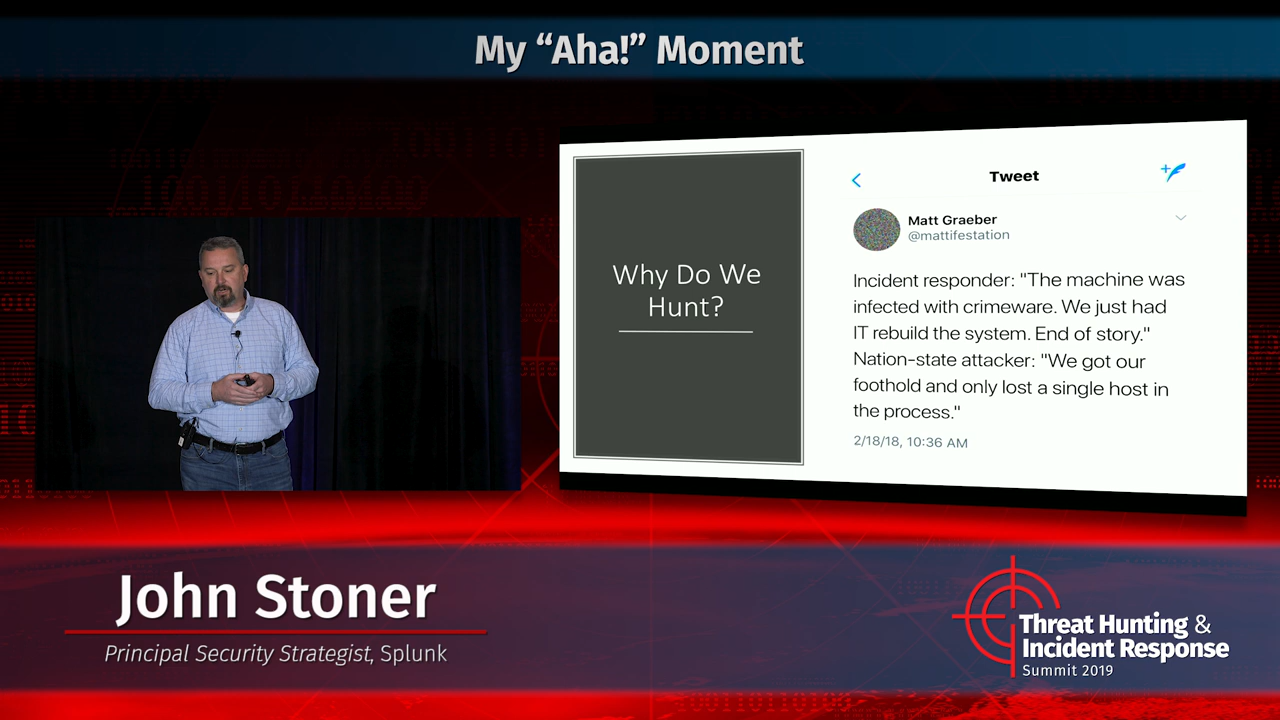 My “Aha!” Moment
Why Do We
Hunt?
Tweet
Matt Graeber
@mattifestation
Incident responder: "The machine was
infected with crimeware. We just had
IT rebuild the system. End of story."
Nation-state attacker: "We got our
foothold and only lost a single host in
the process."
2/18/18, 10:36 AM
John Stoner
Principal Security Strategist, Splunk
Threat Hunting &
Incident Response
Summit 2019